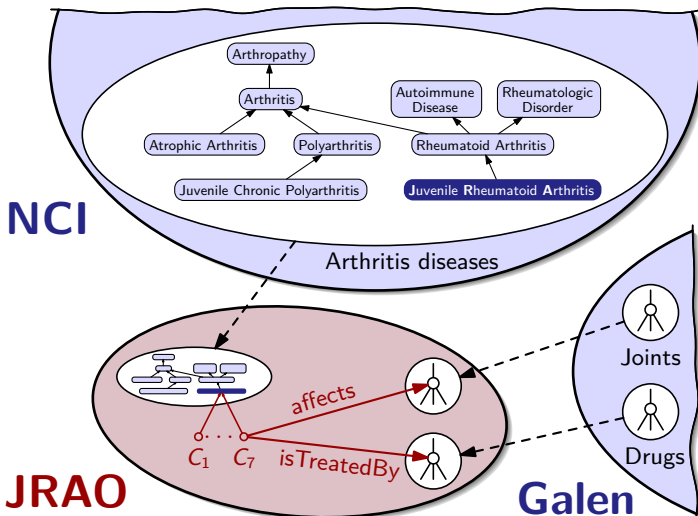 Arthropathy
Arthritis
Autoimmune
Disease
Rheumatologic
Disorder
Atrophic Arthritis
Polyarthritis
Rheumatoid Arthritis
Juvenile Chronic Polyarthritis
Juvenile Rheumatoid Arthritis
NCI
Arthritis diseases
Joints
affects
Drugs
C1 · · · C7
isTreatedBy
JRAO
Galen